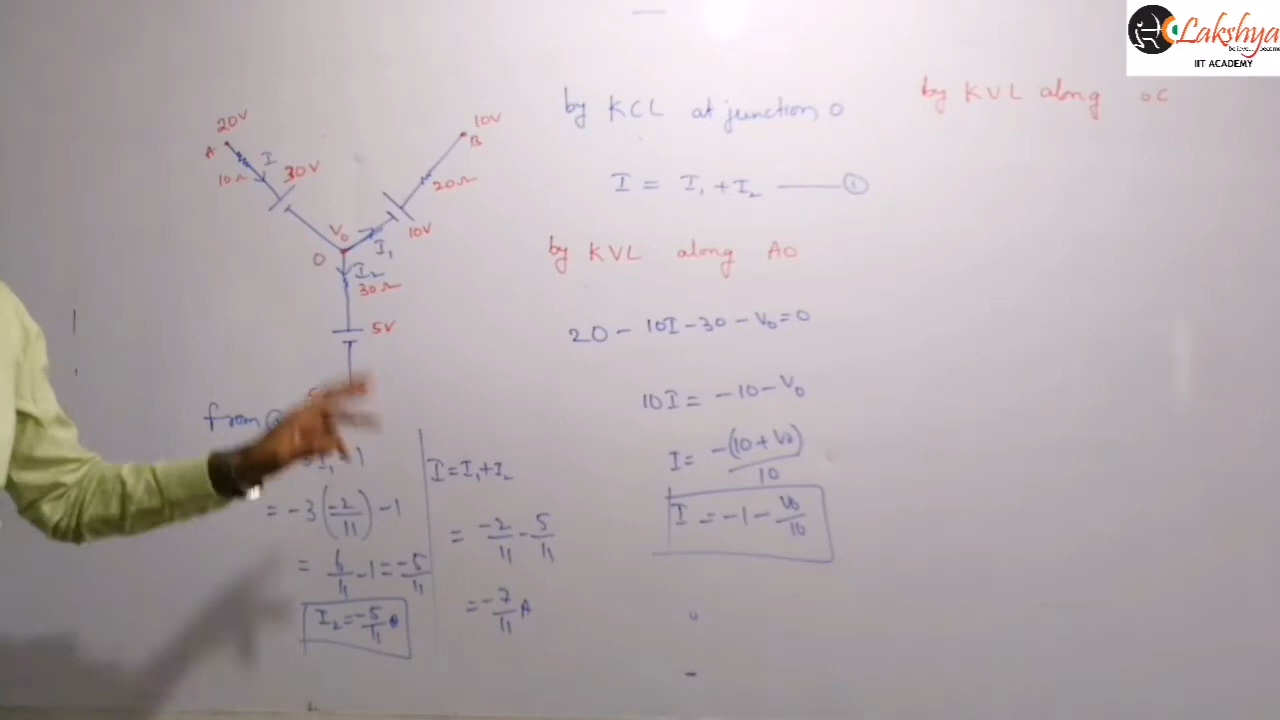 Lakshya
believe... become
IIT ACADEMY
20V
A
I
10Ω
30V
10V
B
20Ω
10V
V₀
O
I₁
I₂
30Ω
5V
by KCL at junction, O
I = I₁ + I₂ ——— ①
by KVL along AO
20 - 10I - 30 - V₀ = 0
10I = -10 - V₀
I = -(10 + V₀)/10
I = -1 - V₀/10
by KVL along OC
from
= -3(-2/11) - 1
= 6/11 - 1 = -5/11
I₂ = -5/11
I = I₁ + I₂
= -2/11 - 5/11
= -7/11 A